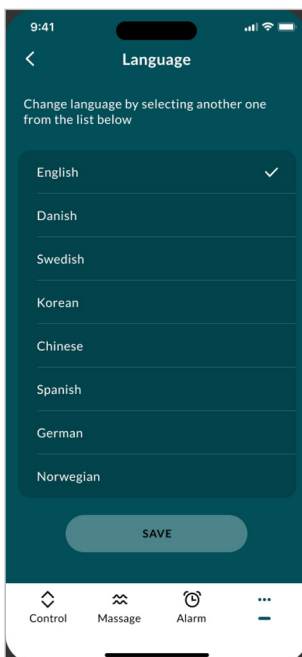 9:41
Language
Change language by selecting another one
from the list below
English
Danish
Swedish
Korean
Chinese
Spanish
German
Norwegian
SAVE
Control Massage Alarm